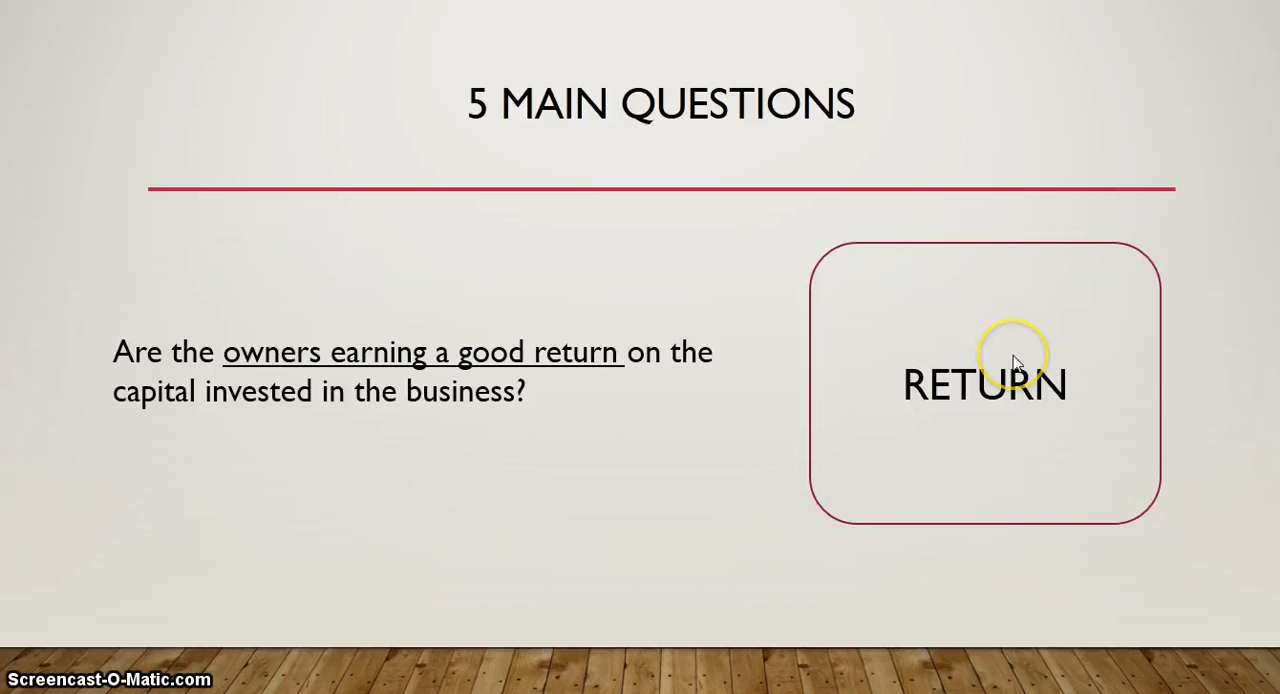 5 MAIN QUESTIONS
Are the owners earning a good return on the
capital invested in the business?
RETURN
Screencast-O-Matic.com